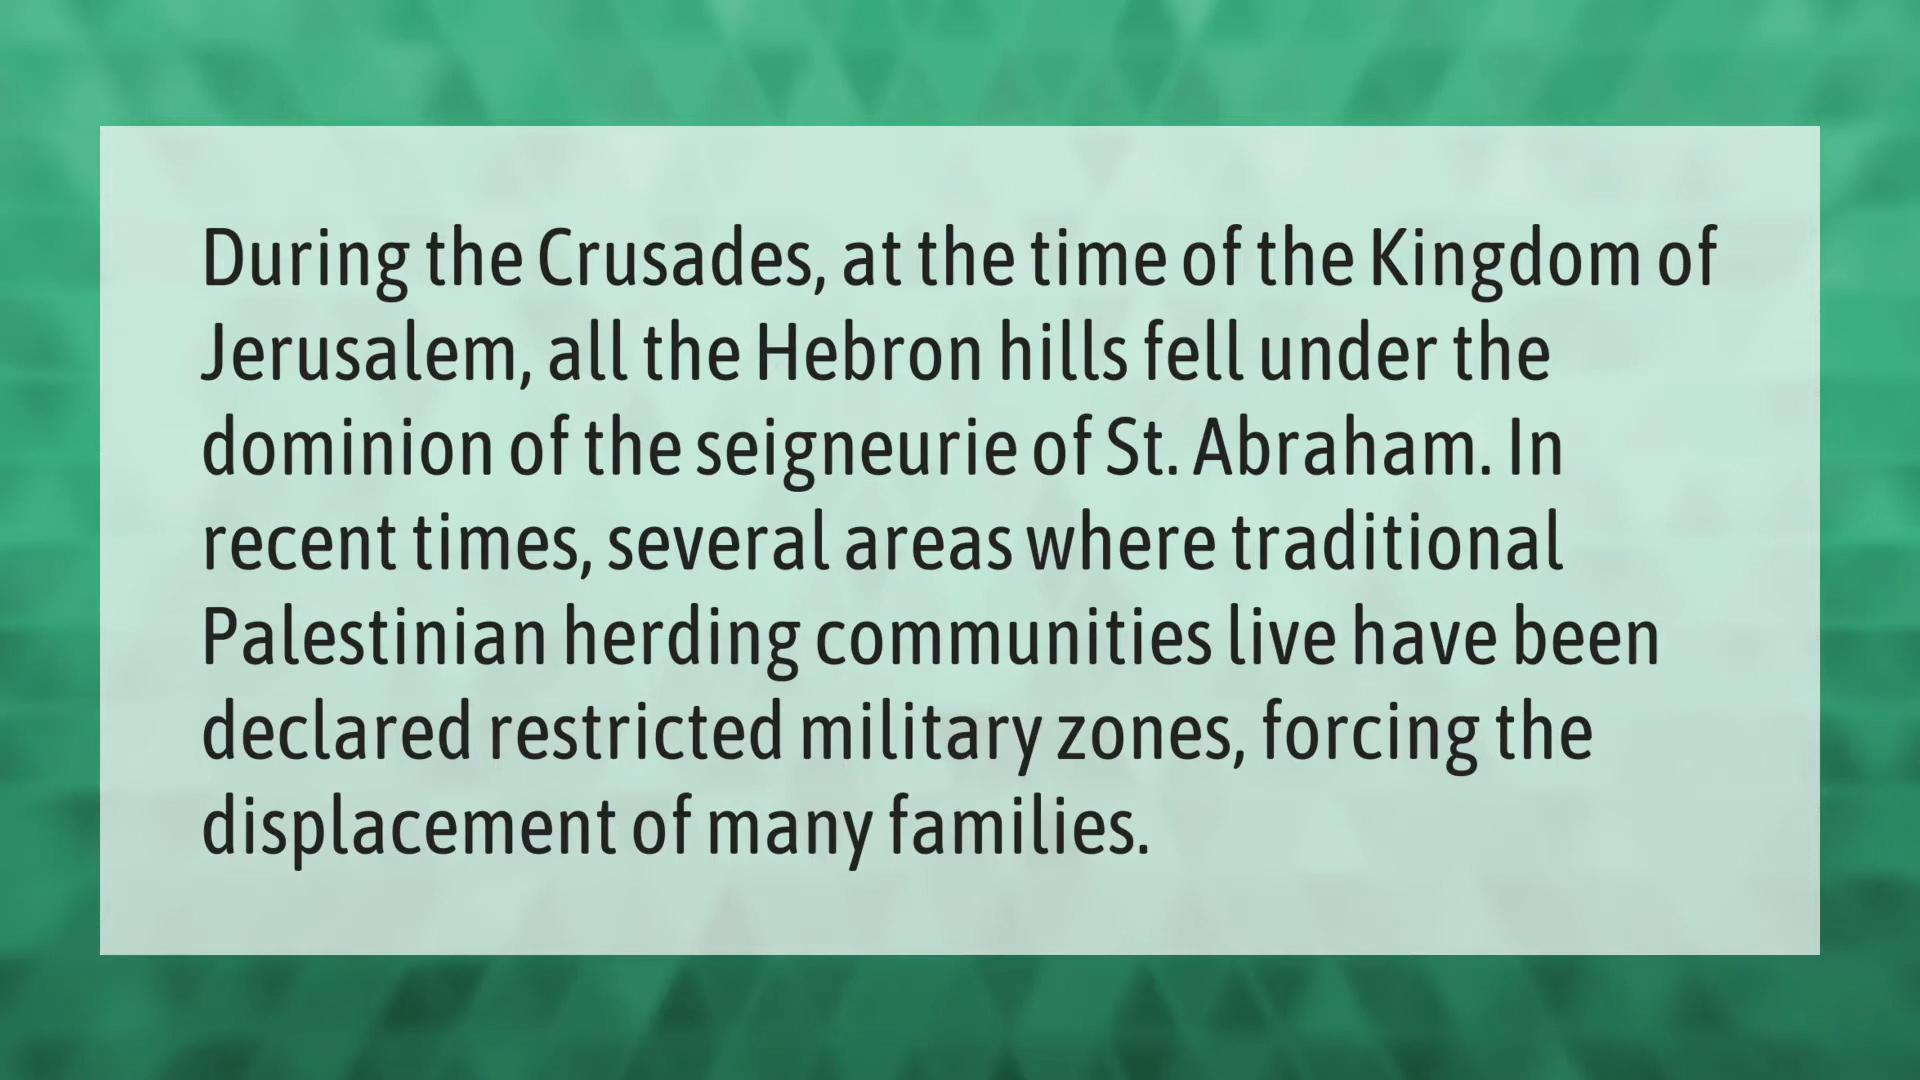 During the Crusades, at the time of the Kingdom of
Jerusalem, all the Hebron hills fell under the
dominion of the seigneurie of St. Abraham. In
recent times, several areas where traditional
Palestinian herding communities live have been
declared restricted military zones, forcing the
displacement of many families.